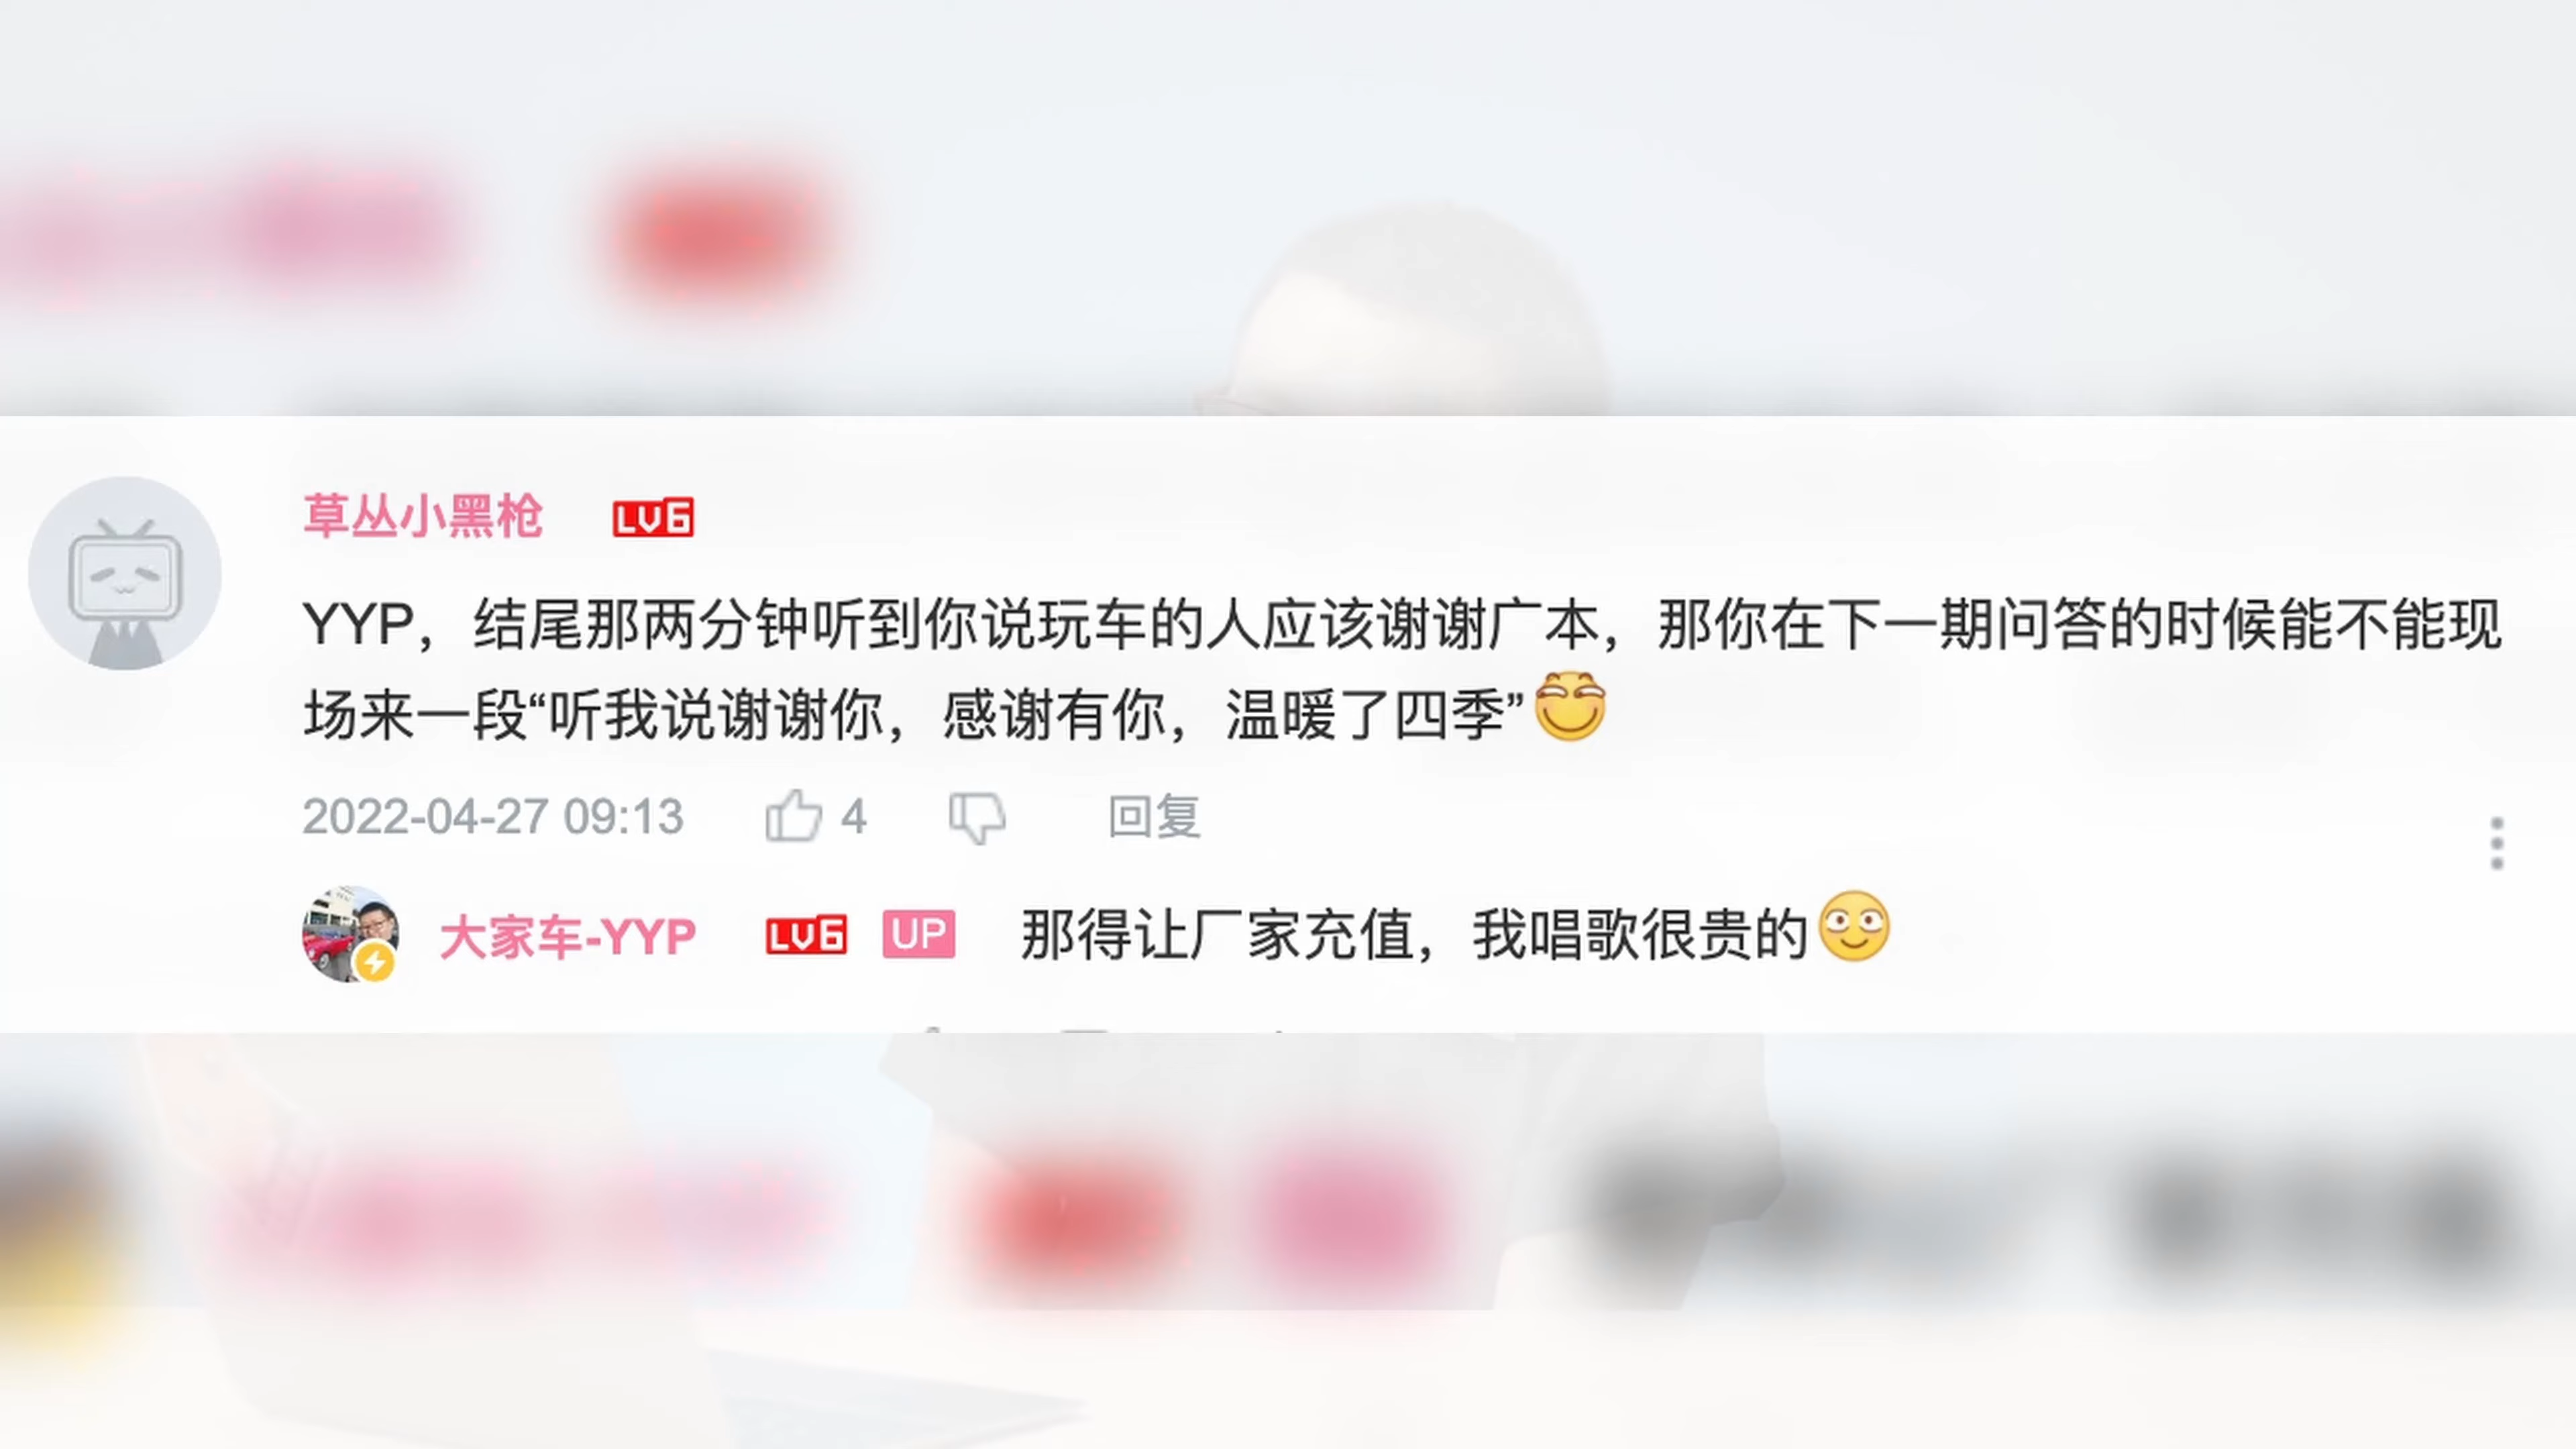 草丛小黑枪 LV6
YYP，结尾那两分钟听到你说玩车的人应该谢谢广本，那你在下一期问答的时候能不能现
场来一段“听我说谢谢你，感谢有你，温暖了四季”
2022-04-27 09:13 4 回复
大家车-YYP LV6 UP 那得让厂家充值，我唱歌很贵的